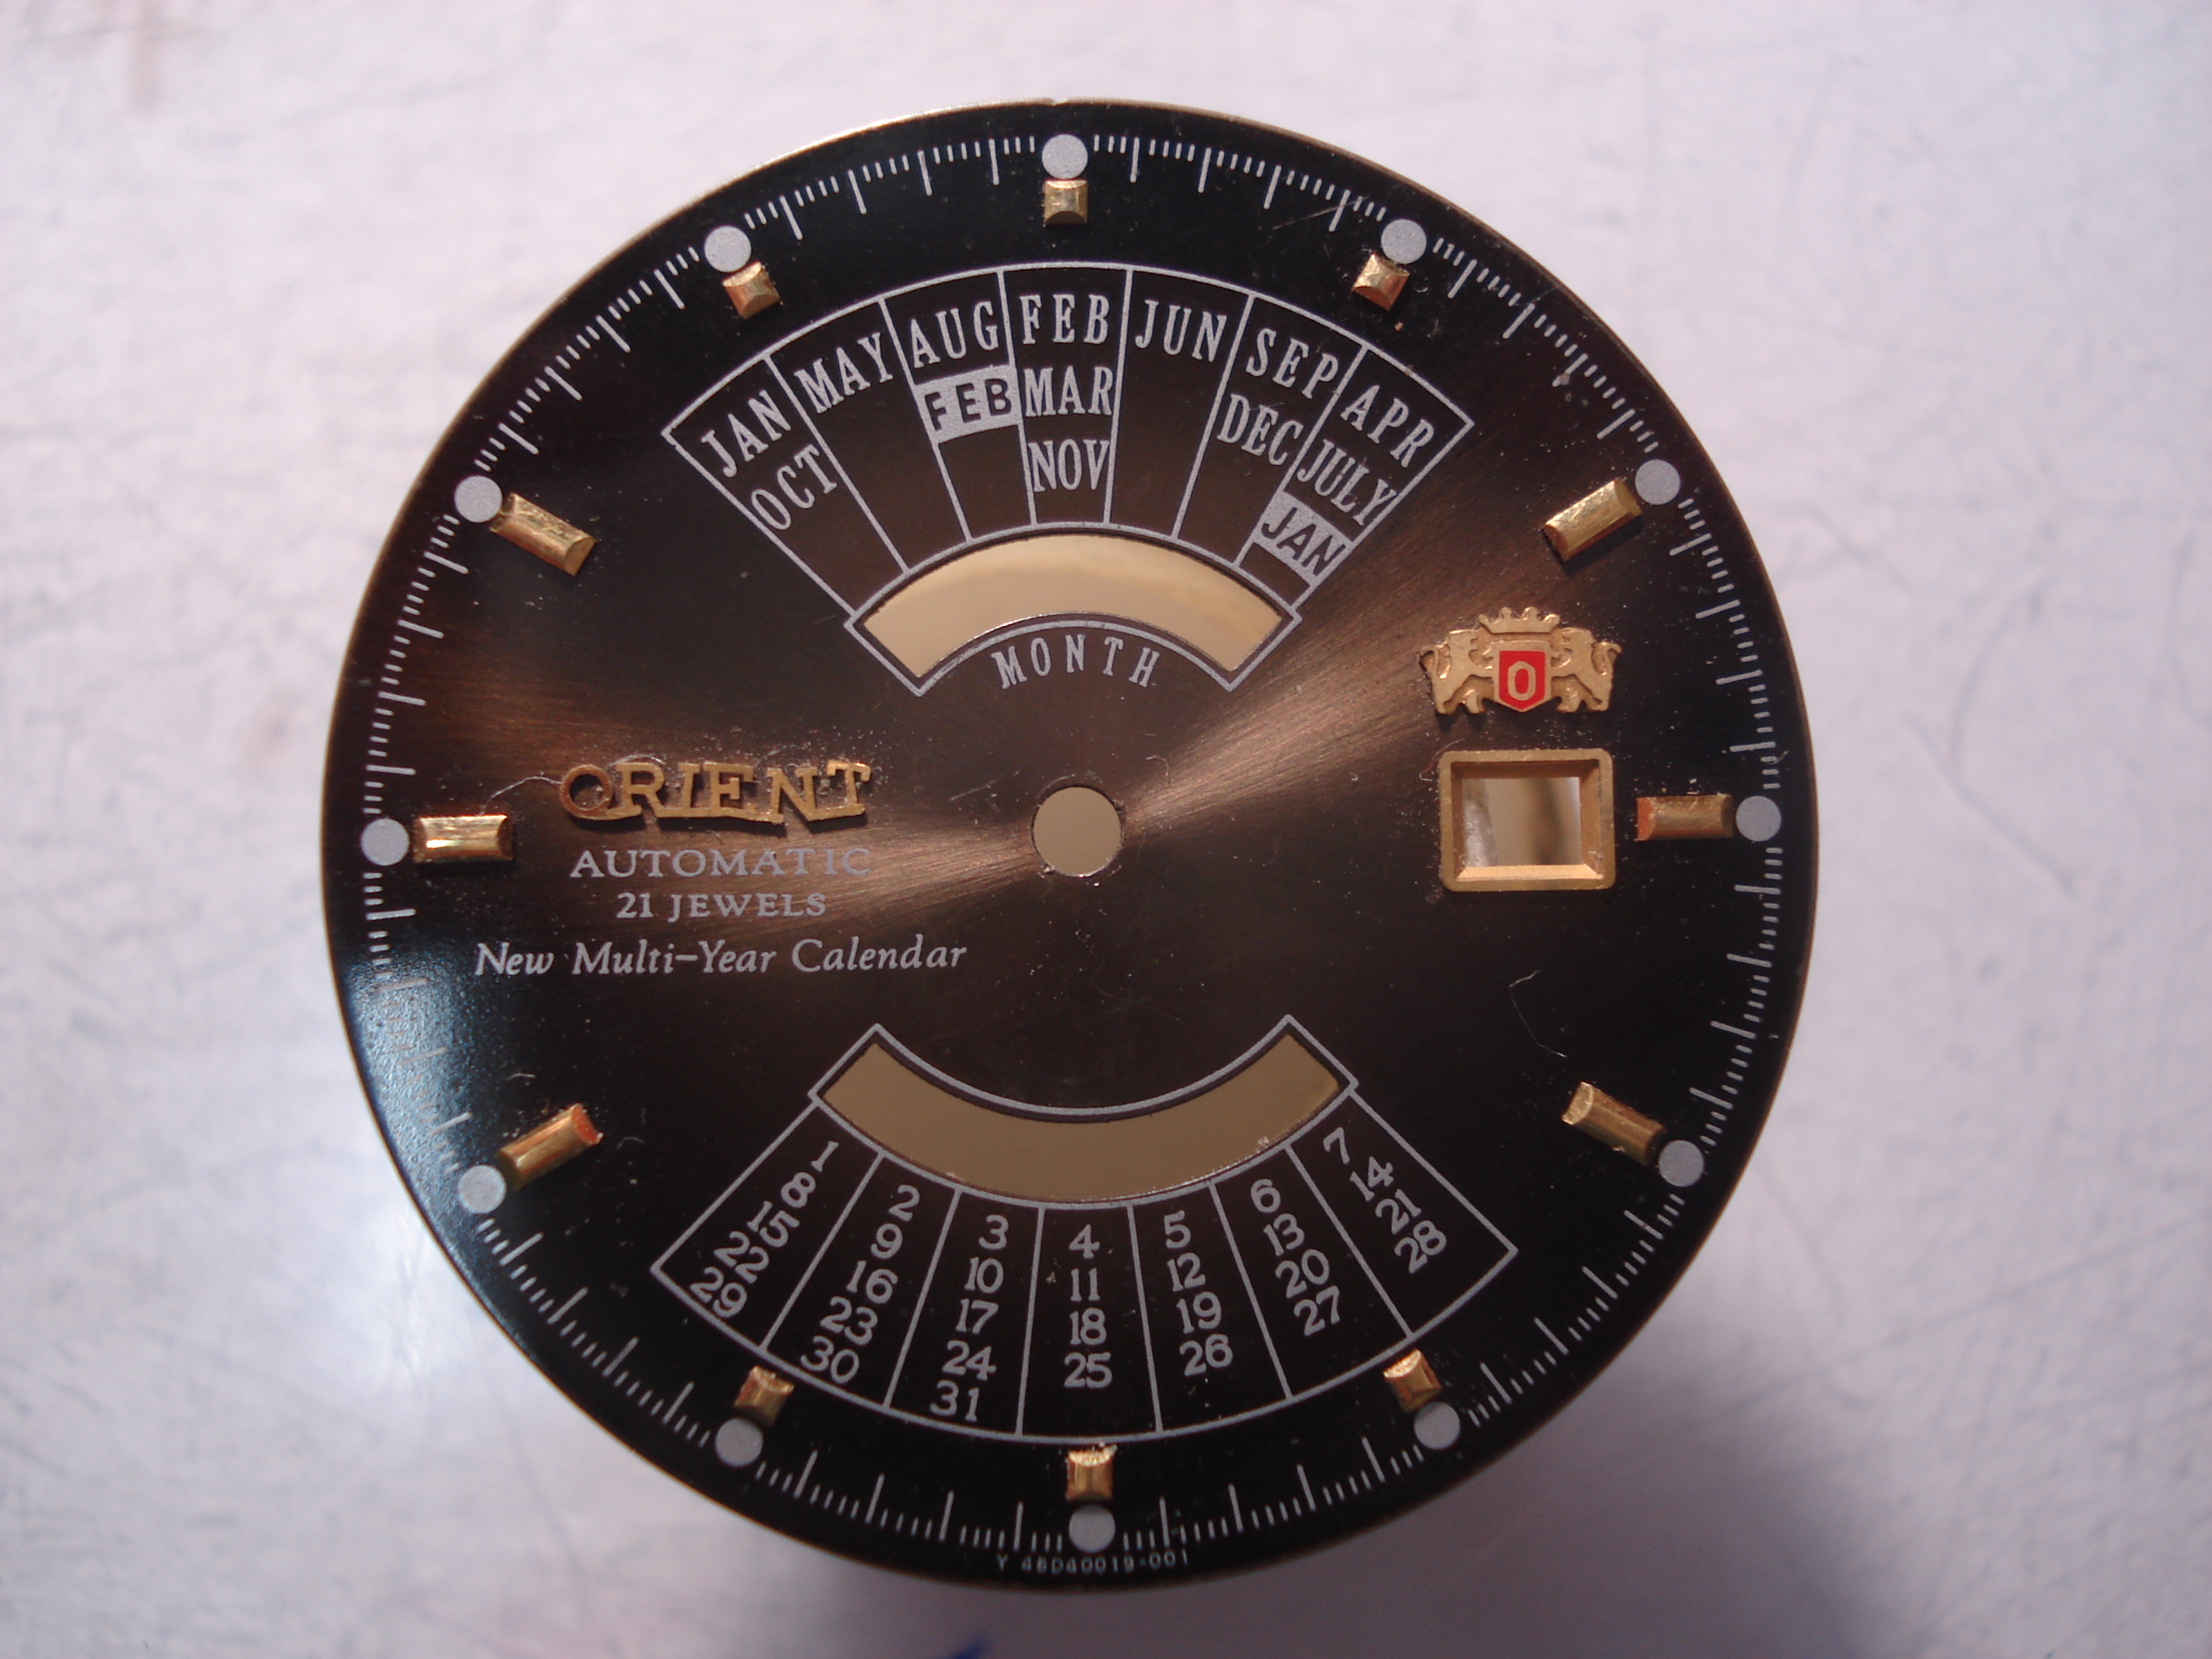 JAN MAY AUG FEB JUN SEP APR
OCT FEB MAR DEC JULY
NOV JAN
MONTH
O
ORIENT
AUTOMATIC
21 JEWELS
New Multi-Year Calendar
1 2 3 4 5 6 7
8 9 10 11 12 13 14
15 16 17 18 19 20 21
22 23 24 25 26 27 28
29 30 31
Y 46D40019-001